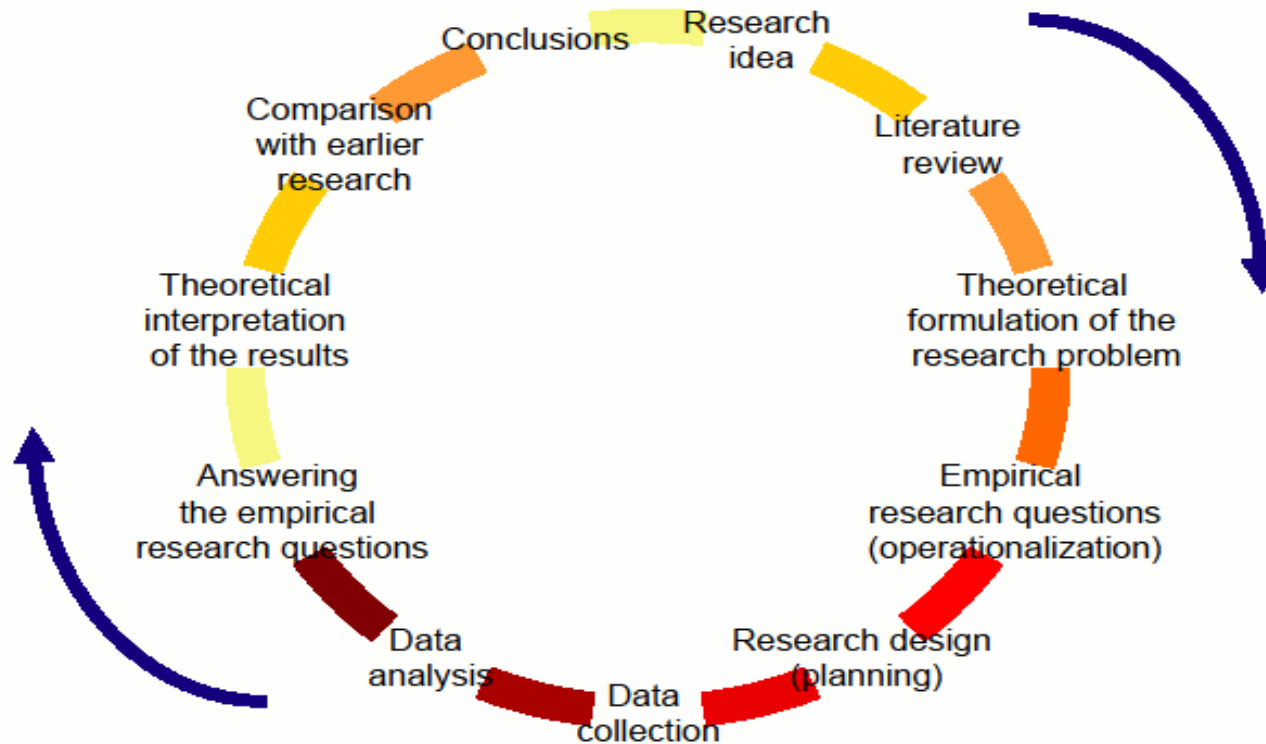 Research
idea
Literature
review
Theoretical
formulation of the
research problem
Empirical
research questions
(operationalization)
Research design
(planning)
Data
collection
Data
analysis
Answering
the empirical
research questions
Theoretical
interpretation
of the results
Comparison
with earlier
research
Conclusions